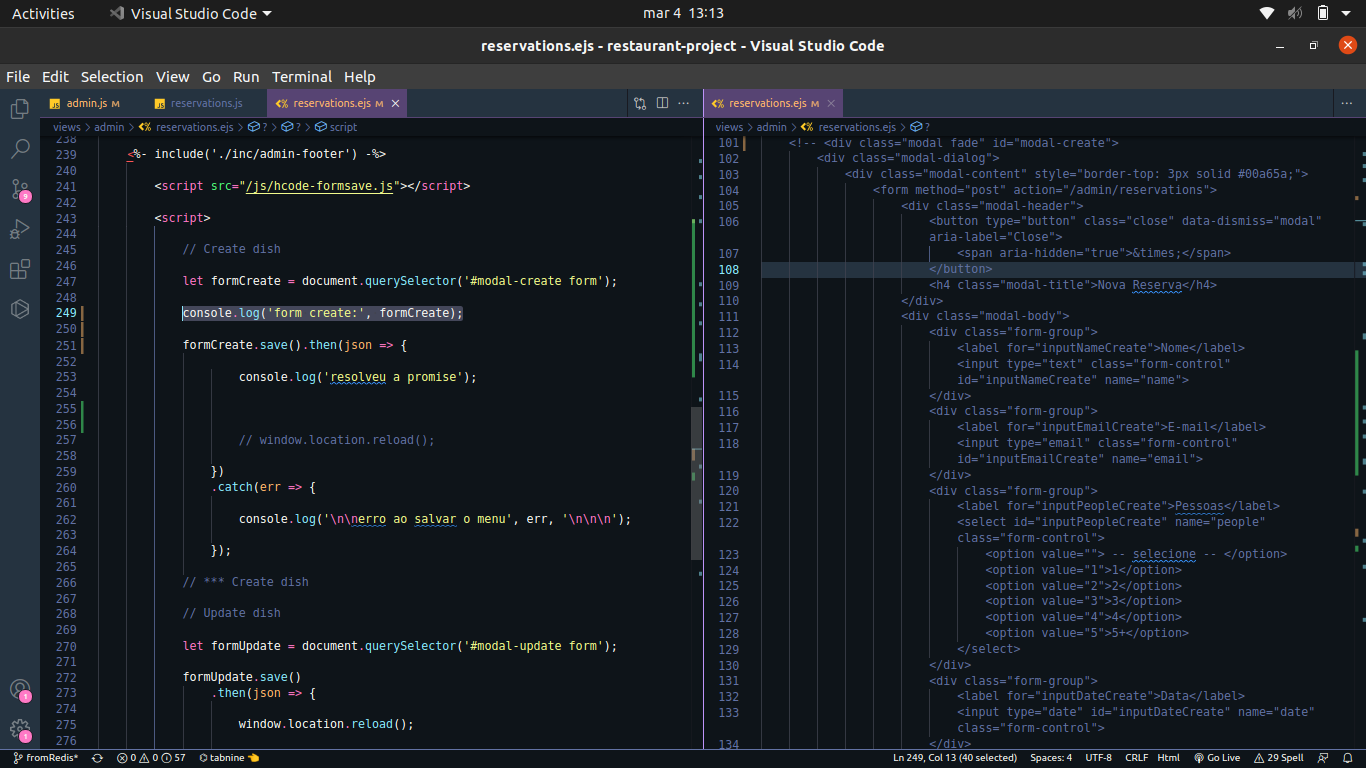 Activities
Visual Studio Code
mar 4 13:13
reservations.ejs - restaurant-project - Visual Studio Code
File Edit Selection View Go Run Terminal Help
admin.js M
reservations.js
reservations.ejs M
views > admin > reservations.ejs > ? > ? > script
238
239 <%- include('./inc/admin-footer') -%>
240
241 <script src="/js/hcode-formsave.js"></script>
242
243 <script>
244
245 // Create dish
246
247 let formCreate = document.querySelector('#modal-create form');
248
249 console.log('form create:', formCreate);
250
251 formCreate.save().then(json => {
252
253 console.log('resolveu a promise');
254
255
256
257 // window.location.reload();
258
259 })
260 .catch(err => {
261
262 console.log('\n\nerro ao salvar o menu', err, '\n\n\n');
263
264 });
265
266 // *** Create dish
267
268 // Update dish
269
270 let formUpdate = document.querySelector('#modal-update form');
271
272 formUpdate.save()
273 .then(json => {
274
275 window.location.reload();
276
reservations.ejs M
views > admin > reservations.ejs > ?
101 <!-- <div class="modal fade" id="modal-create">
102 <div class="modal-dialog">
103 <div class="modal-content" style="border-top: 3px solid #00a65a;">
104 <form method="post" action="/admin/reservations">
105 <div class="modal-header">
106 <button type="button" class="close" data-dismiss="modal"
aria-label="Close">
107 <span aria-hidden="true">&times;</span>
108 </button>
109 <h4 class="modal-title">Nova Reserva</h4>
110 </div>
111 <div class="modal-body">
112 <div class="form-group">
113 <label for="inputNameCreate">Nome</label>
114 <input type="text" class="form-control"
id="inputNameCreate" name="name">
115 </div>
116 <div class="form-group">
117 <label for="inputEmailCreate">E-mail</label>
118 <input type="email" class="form-control"
id="inputEmailCreate" name="email">
119 </div>
120 <div class="form-group">
121 <label for="inputPeopleCreate">Pessoas</label>
122 <select id="inputPeopleCreate" name="people"
class="form-control">
123 <option value=""> -- selecione -- </option>
124 <option value="1">1</option>
125 <option value="2">2</option>
126 <option value="3">3</option>
127 <option value="4">4</option>
128 <option value="5">5+</option>
129 </select>
130 </div>
131 <div class="form-group">
132 <label for="inputDateCreate">Data</label>
133 <input type="date" id="inputDateCreate" name="date"
class="form-control">
134 </div>
9
1
1
fromRedis* 0 0 57 tabnine Ln 249, Col 13 (40 selected) Spaces: 4 UTF-8 CRLF Html Go Live 29 Spell